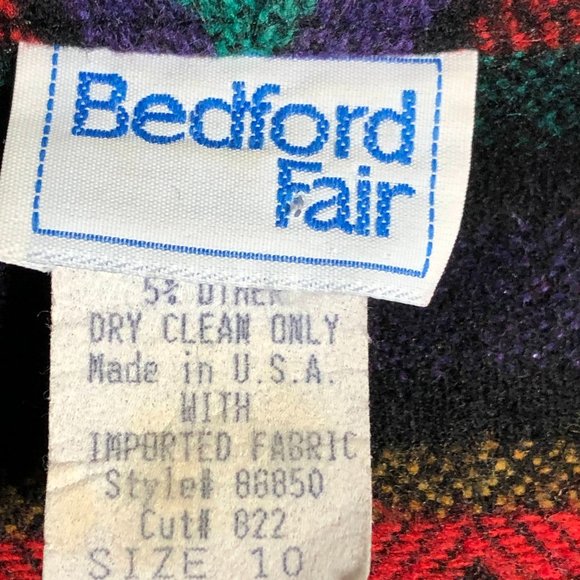 Bedford
Fair
5% OTHER
DRY CLEAN ONLY
Made in U.S.A.
WITH
IMPORTED FABRIC
Style# 86850
Cut# 822
SIZE 10